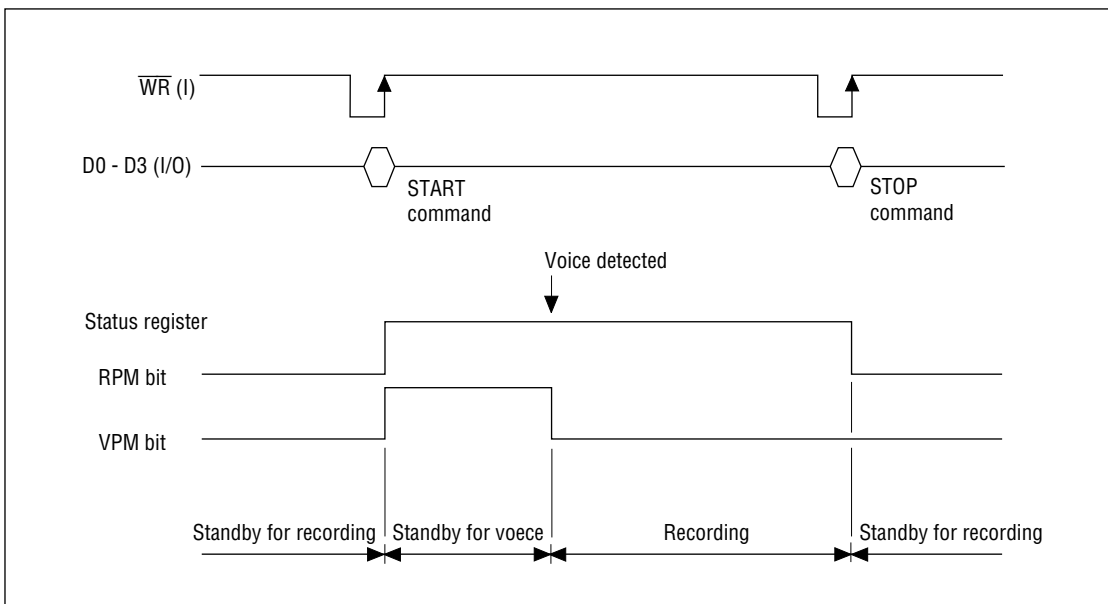 W̅R̅ (I)
D0 - D3 (I/O)
START
command
STOP
command
Voice detected
Status register
RPM bit
VPM bit
Standby for recording
Standby for voece
Recording
Standby for recording